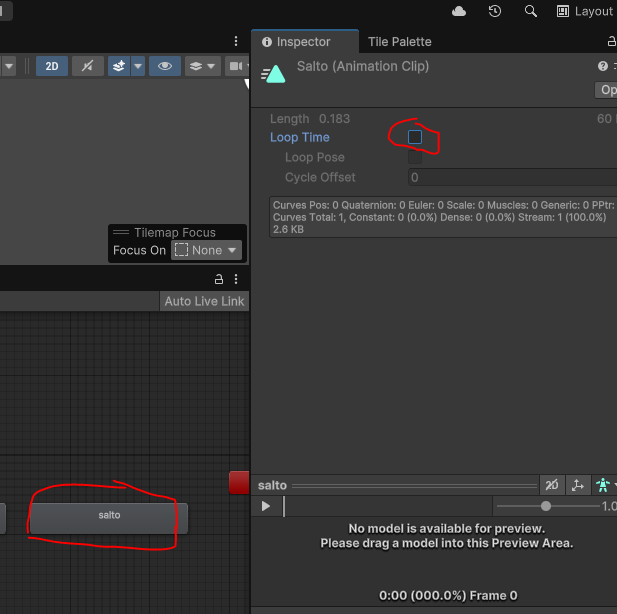 Layout
Inspector
Tile Palette
2D
Salto (Animation Clip)
Op
Length 0.183
60
Loop Time
Loop Pose
Cycle Offset
0
Curves Pos: 0 Quaternion: 0 Euler: 0 Scale: 0 Muscles: 0 Generic: 0 PPtr:
Curves Total: 1, Constant: 0 (0.0%) Dense: 0 (0.0%) Stream: 1 (100.0%)
2.6 KB
Tilemap Focus
Focus On
None
Auto Live Link
salto
salto
2D
1.0
No model is available for preview.
Please drag a model into this Preview Area.
0:00 (000.0%) Frame 0